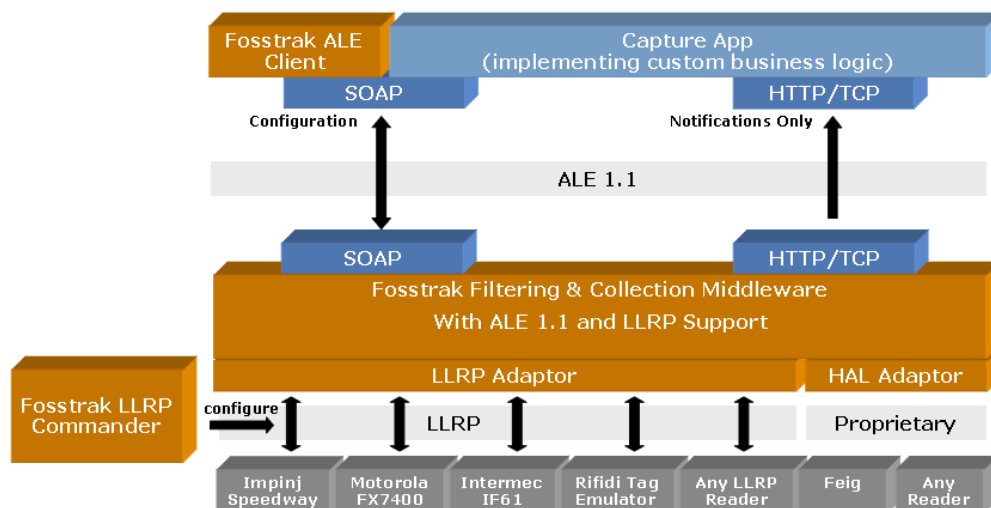 Fosstrak ALE
Client
Capture App
(implementing custom business logic)
SOAP
HTTP/TCP
Configuration
Notifications Only
ALE 1.1
SOAP
HTTP/TCP
Fosstrak Filtering & Collection Middleware
With ALE 1.1 and LLRP Support
LLRP Adaptor
HAL Adaptor
Fosstrak LLRP
Commander
configure
LLRP
Proprietary
Impinj
Speedway
Motorola
FX7400
Intermec
IF61
Rifidi Tag
Emulator
Any LLRP
Reader
Feig
Any
Reader